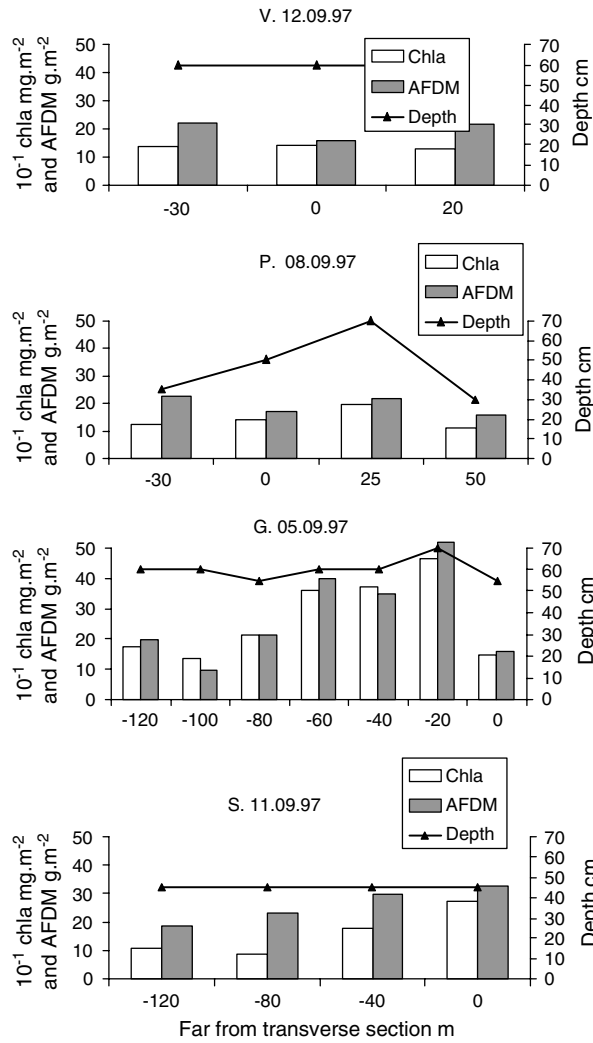 V. 12.09.97
10⁻¹ chla mg.m⁻²
and AFDM g.m⁻²
50
40
30
20
10
0
Chla
AFDM
Depth
70
60
50
40
30
20
10
0
Depth cm
-30 0 20
P. 08.09.97
10⁻¹ chla mg.m⁻²
and AFDM g.m⁻²
50
40
30
20
10
0
Chla
AFDM
Depth
70
60
50
40
30
20
10
0
Depth cm
-30 0 25 50
G. 05.09.97
10⁻¹ chla mg.m⁻²
and AFDM g.m⁻²
50
40
30
20
10
0
70
60
50
40
30
20
10
0
Depth cm
-120 -100 -80 -60 -40 -20 0
S. 11.09.97
10⁻¹ chla mg.m⁻²
and AFDM g.m⁻²
50
40
30
20
10
0
Chla
AFDM
Depth
70
60
50
40
30
20
10
0
Depth cm
-120 -80 -40 0
Far from transverse section m